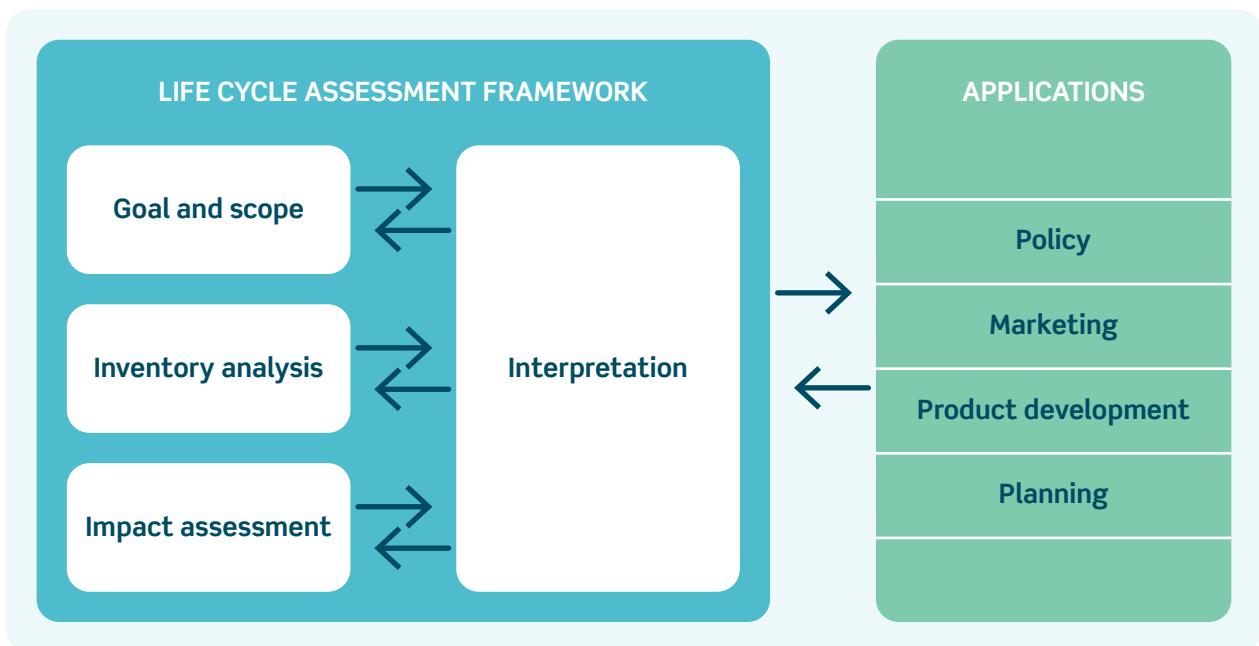 LIFE CYCLE ASSESSMENT FRAMEWORK
Goal and scope
Inventory analysis
Impact assessment
Interpretation
APPLICATIONS
Policy
Marketing
Product development
Planning